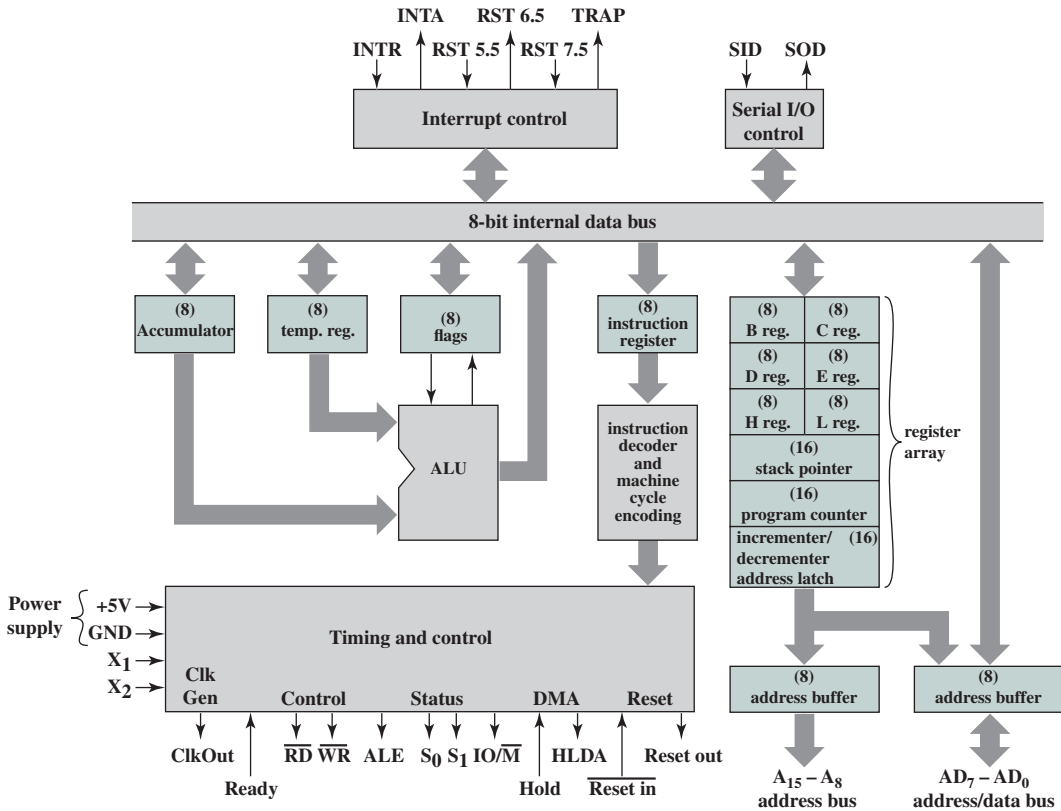 INTA RST 6.5 TRAP
INTR RST 5.5 RST 7.5
SID SOD
Interrupt control
Serial I/O
control
8-bit internal data bus
(8)
Accumulator
(8)
temp. reg.
(8)
flags
(8)
instruction
register
(8)
B reg.
(8)
C reg.
(8)
D reg.
(8)
E reg.
(8)
H reg.
(8)
L reg.
(16)
stack pointer
(16)
program counter
incrementer/ (16)
decrementer
address latch
register
array
ALU
instruction
decoder
and
machine
cycle
encoding
Power
supply
+5V
GND
X1
X2
Timing and control
Clk
Gen
Control
Status
DMA
Reset
ClkOut
Ready
R̅D̅
W̅R̅
ALE
S0
S1
IO/M̅
Hold
HLDA
R̅e̅s̅e̅t̅ i̅n̅
Reset out
(8)
address buffer
(8)
address buffer
A15 – A8
address bus
AD7 – AD0
address/data bus